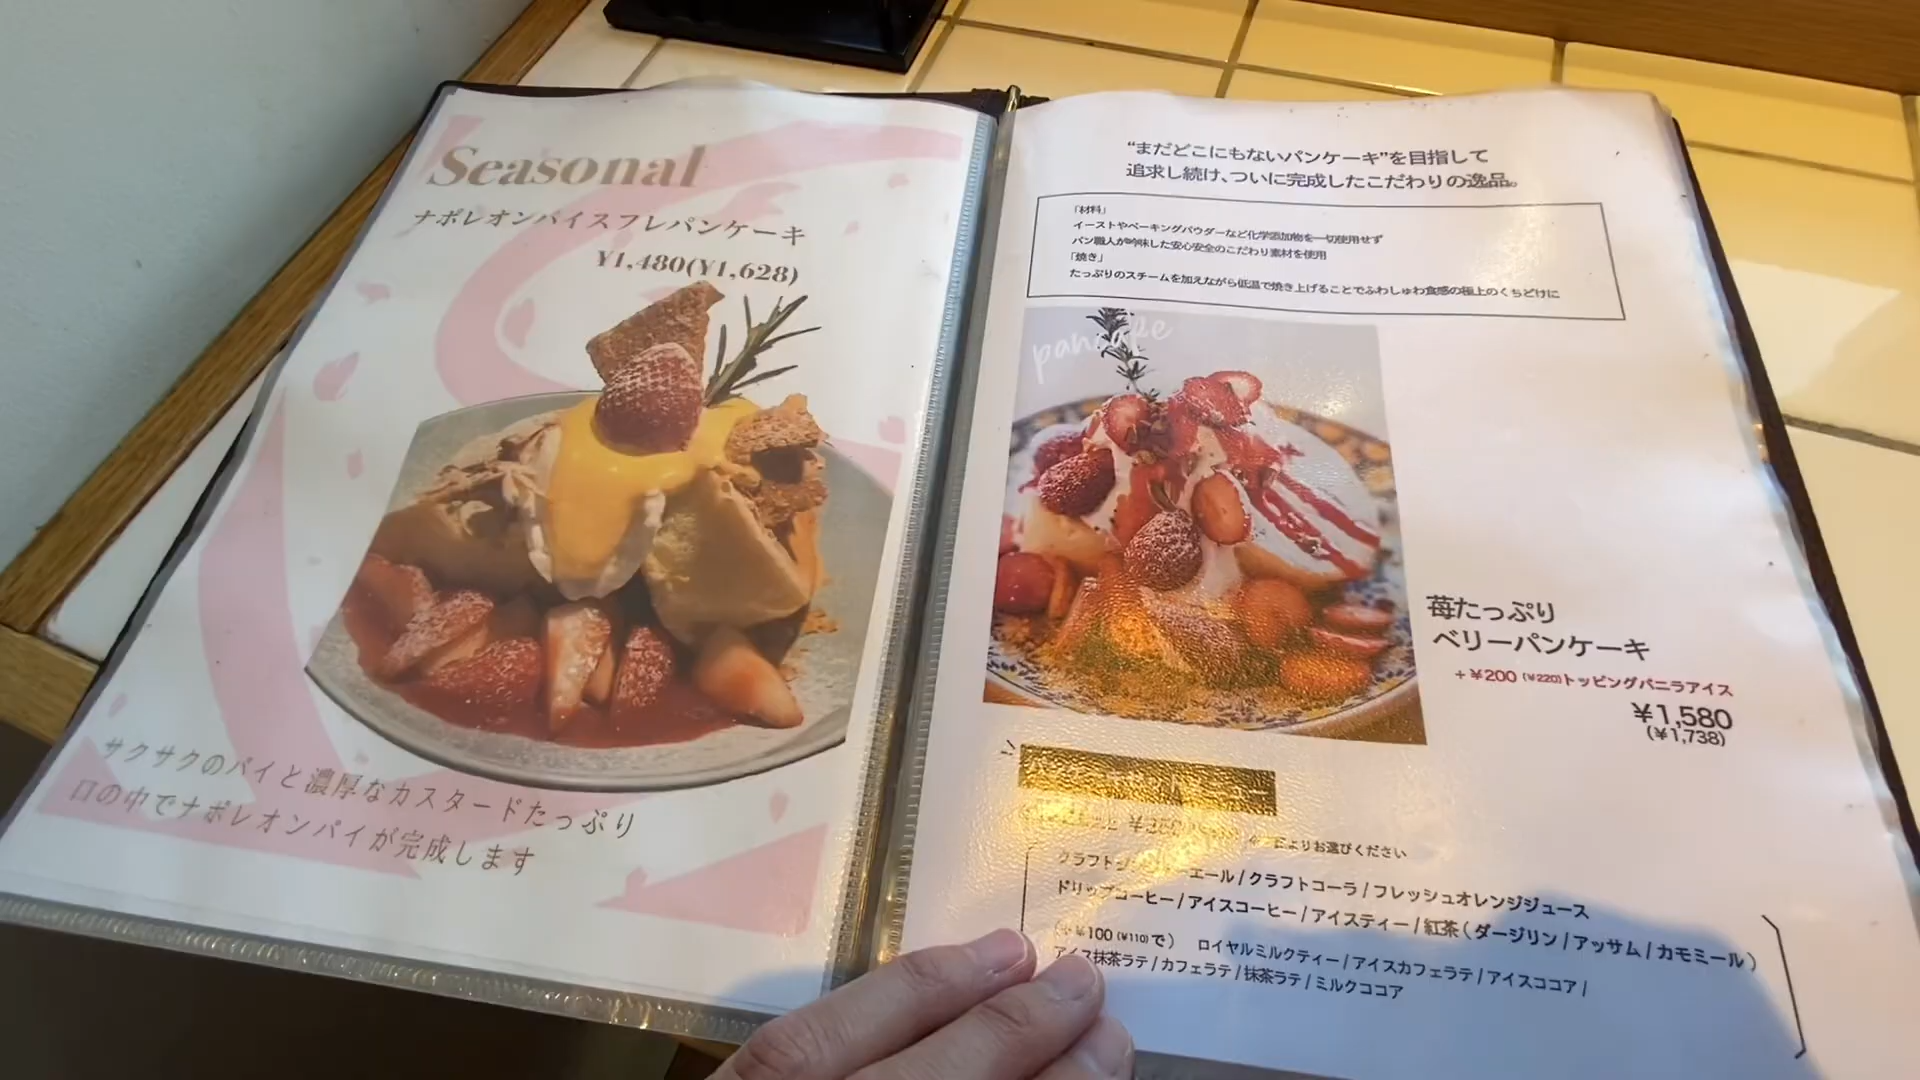 Seasonal
ナポレオンパイスフレパンケーキ
¥1,480(¥1,628)
サクサクのパイと濃厚なカスタードたっぷり
口の中でナポレオンパイが完成します
“まだどこにもないパンケーキ”を目指して
追求し続け、ついに完成したこだわりの逸品。
「材料」
イーストやベーキングパウダーなど化学添加物を一切使用せず
パン職人が吟味した安心安全のこだわり素材を使用
「焼き」
たっぷりのスチームを加えながら低温で焼き上げることでふわしゅわ食感の極上のくちどけに
pancake
苺たっぷり
ベリーパンケーキ
+¥200 (¥220)トッピングバニラアイス
¥1,580
(¥1,738)
よりお選びください
クラフト エール / クラフトコーラ / フレッシュオレンジジュース
ドリップコーヒー / アイスコーヒー / アイスティー / 紅茶 ( ダージリン / アッサム / カモミール )
¥100 (¥110)で) ロイヤルミルクティー / アイスカフェラテ / アイスココア /
アイス抹茶ラテ / カフェラテ / 抹茶ラテ / ミルクココア